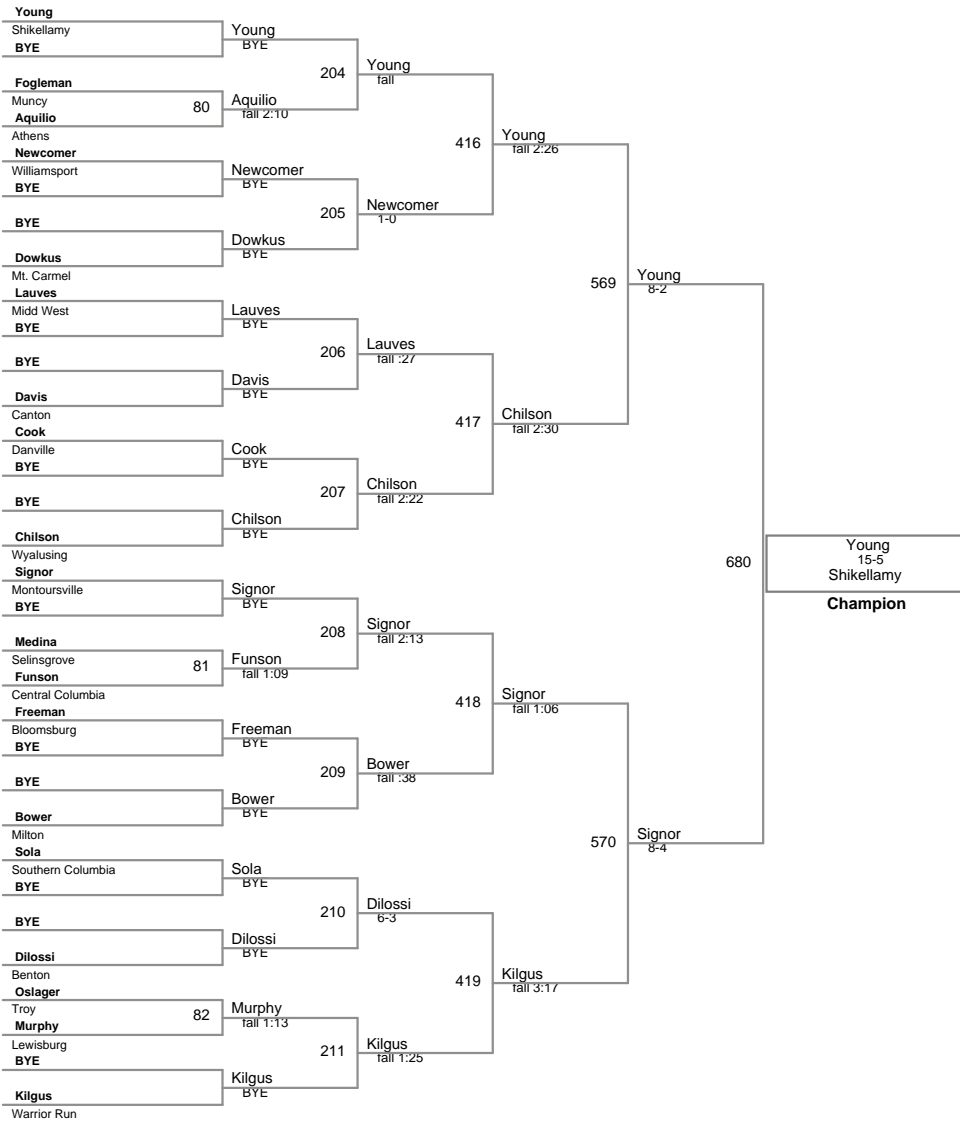 Young
Shikellamy
BYE
Fogleman
Muncy
Aquilio
Athens
Newcomer
Williamsport
BYE
BYE
Dowkus
Mt. Carmel
Lauves
Midd West
BYE
BYE
Davis
Canton
Cook
Danville
BYE
BYE
Chilson
Wyalusing
Signor
Montoursville
BYE
Medina
Selinsgrove
Funson
Central Columbia
Freeman
Bloomsburg
BYE
BYE
Bower
Milton
Sola
Southern Columbia
BYE
BYE
Dilossi
Benton
Oslager
Troy
Murphy
Lewisburg
BYE
Kilgus
Warrior Run
80
81
82
Young
BYE
Aquilio
fall 2:10
Newcomer
BYE
Dowkus
BYE
Lauves
BYE
Davis
BYE
Cook
BYE
Chilson
BYE
Signor
BYE
Funson
fall 1:09
Freeman
BYE
Bower
BYE
Sola
BYE
Dilossi
BYE
Murphy
fall 1:13
Kilgus
BYE
204
205
206
207
208
209
210
211
Young
fall
Newcomer
1-0
Lauves
fall :27
Chilson
fall 2:22
Signor
fall 2:13
Bower
fall :38
Dilossi
6-3
Kilgus
fall 1:25
416
417
418
419
Young
fall 2:26
Chilson
fall 2:30
Signor
fall 1:06
Kilgus
fall 3:17
569
570
Young
8-2
Signor
8-4
680
Young
15-5
Shikellamy
Champion